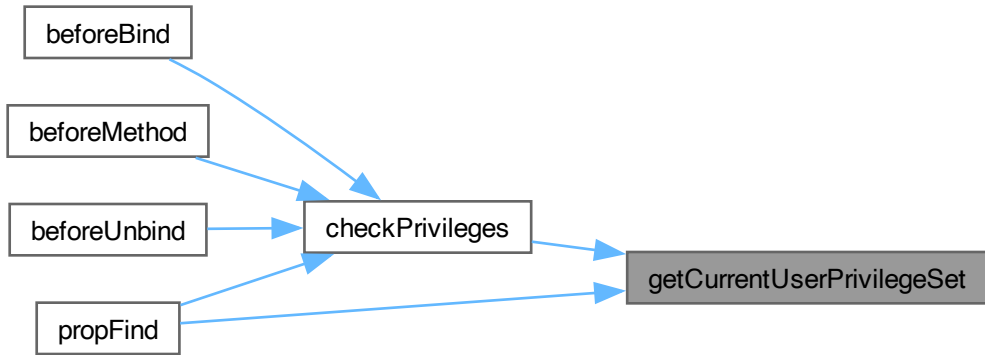 beforeBind
beforeMethod
beforeUnbind
checkPrivileges
getCurrentUserPrivilegeSet
propFind